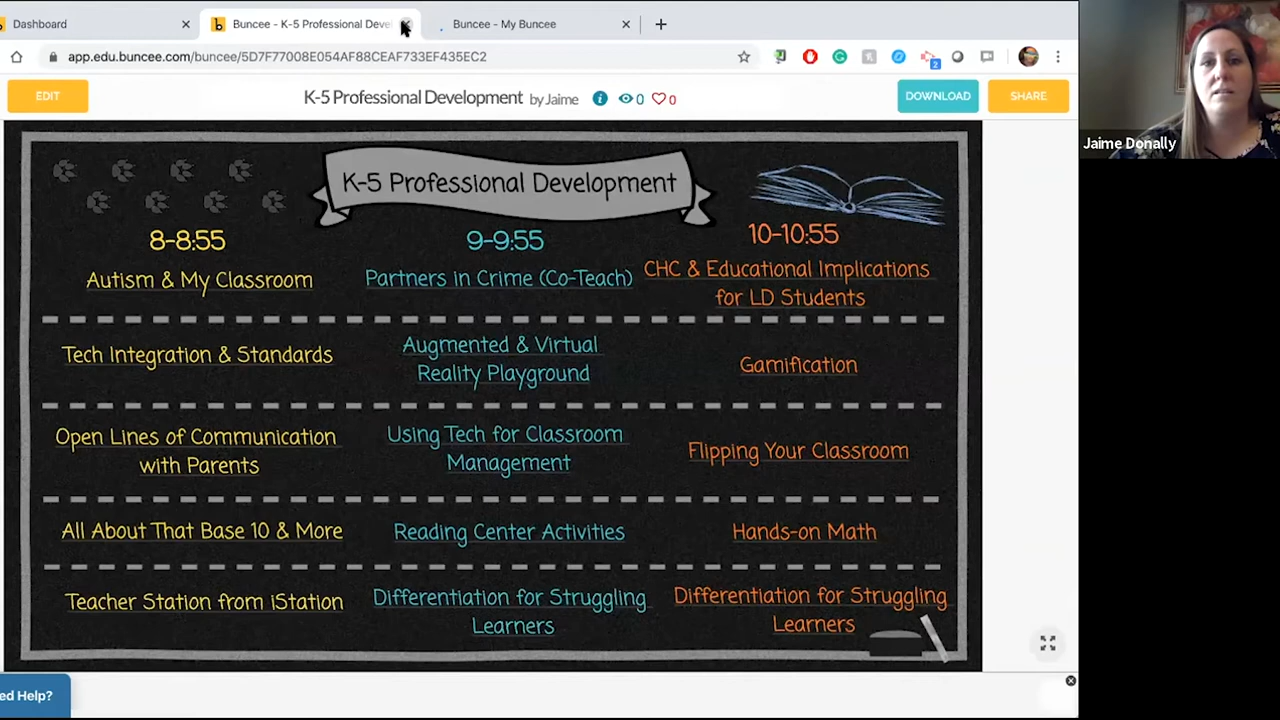 Dashboard
Buncee - K-5 Professional Devel
Buncee - My Buncee
app.edu.buncee.com/buncee/5D7F77008E054AF88CEAF733EF435EC2
2
EDIT
K-5 Professional Development by Jaime
0
0
DOWNLOAD
SHARE
Jaime Donally
K-5 Professional Development
8-8:55
9-9:55
10-10:55
Autism & My Classroom
Partners in Crime (Co-Teach)
CHC & Educational Implications
for LD Students
Tech Integration & Standards
Augmented & Virtual
Reality Playground
Gamification
Open Lines of Communication
with Parents
Using Tech for Classroom
Management
Flipping Your Classroom
All About That Base 10 & More
Reading Center Activities
Hands-on Math
Teacher Station from iStation
Differentiation for Struggling
Learners
Differentiation for Struggling
Learners
ed Help?